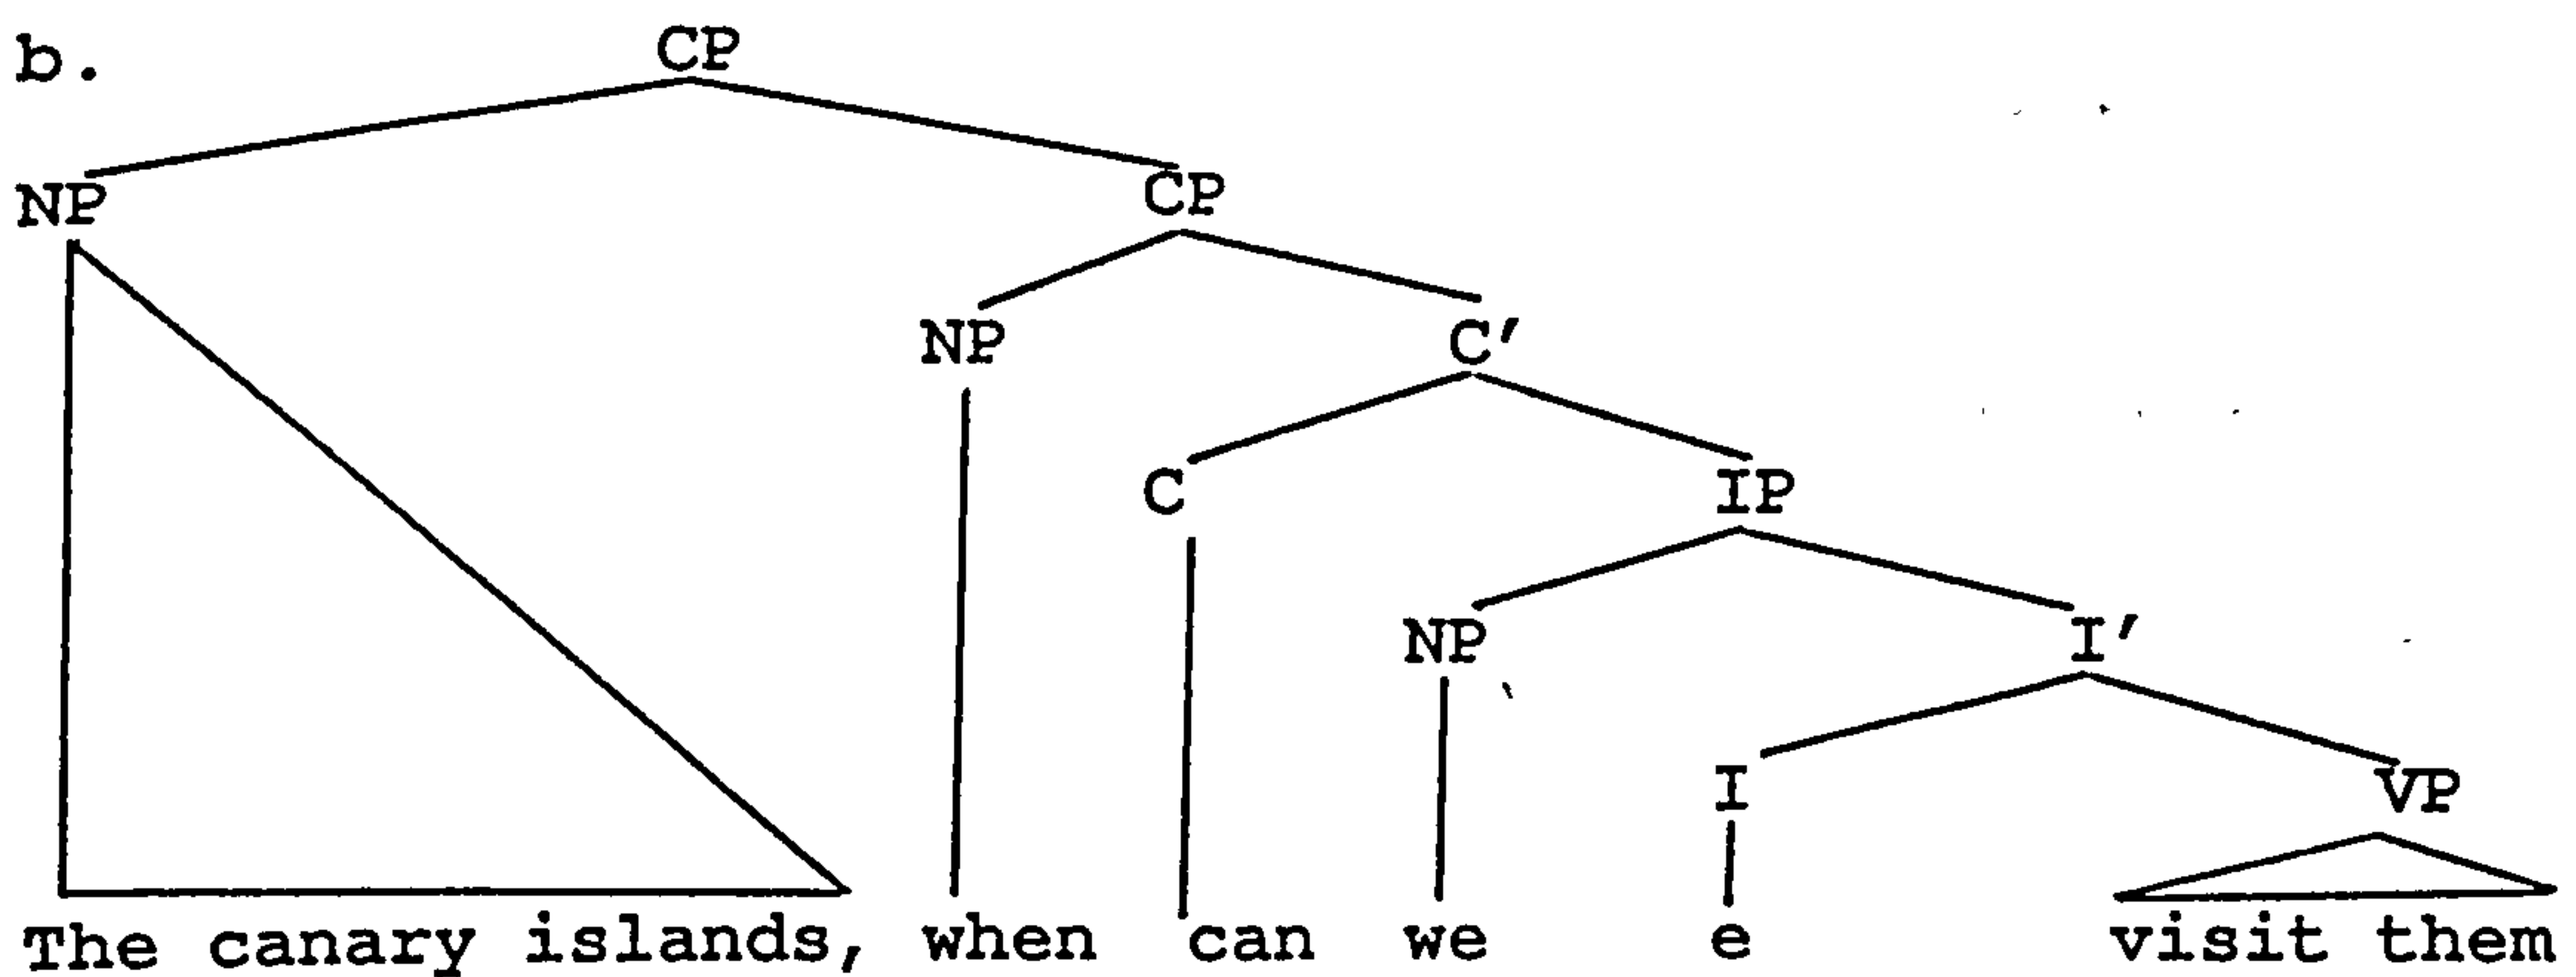 b. CP
NP CP
NP C'
C IP
NP I'
I VP
The canary islands, when can we e visit them